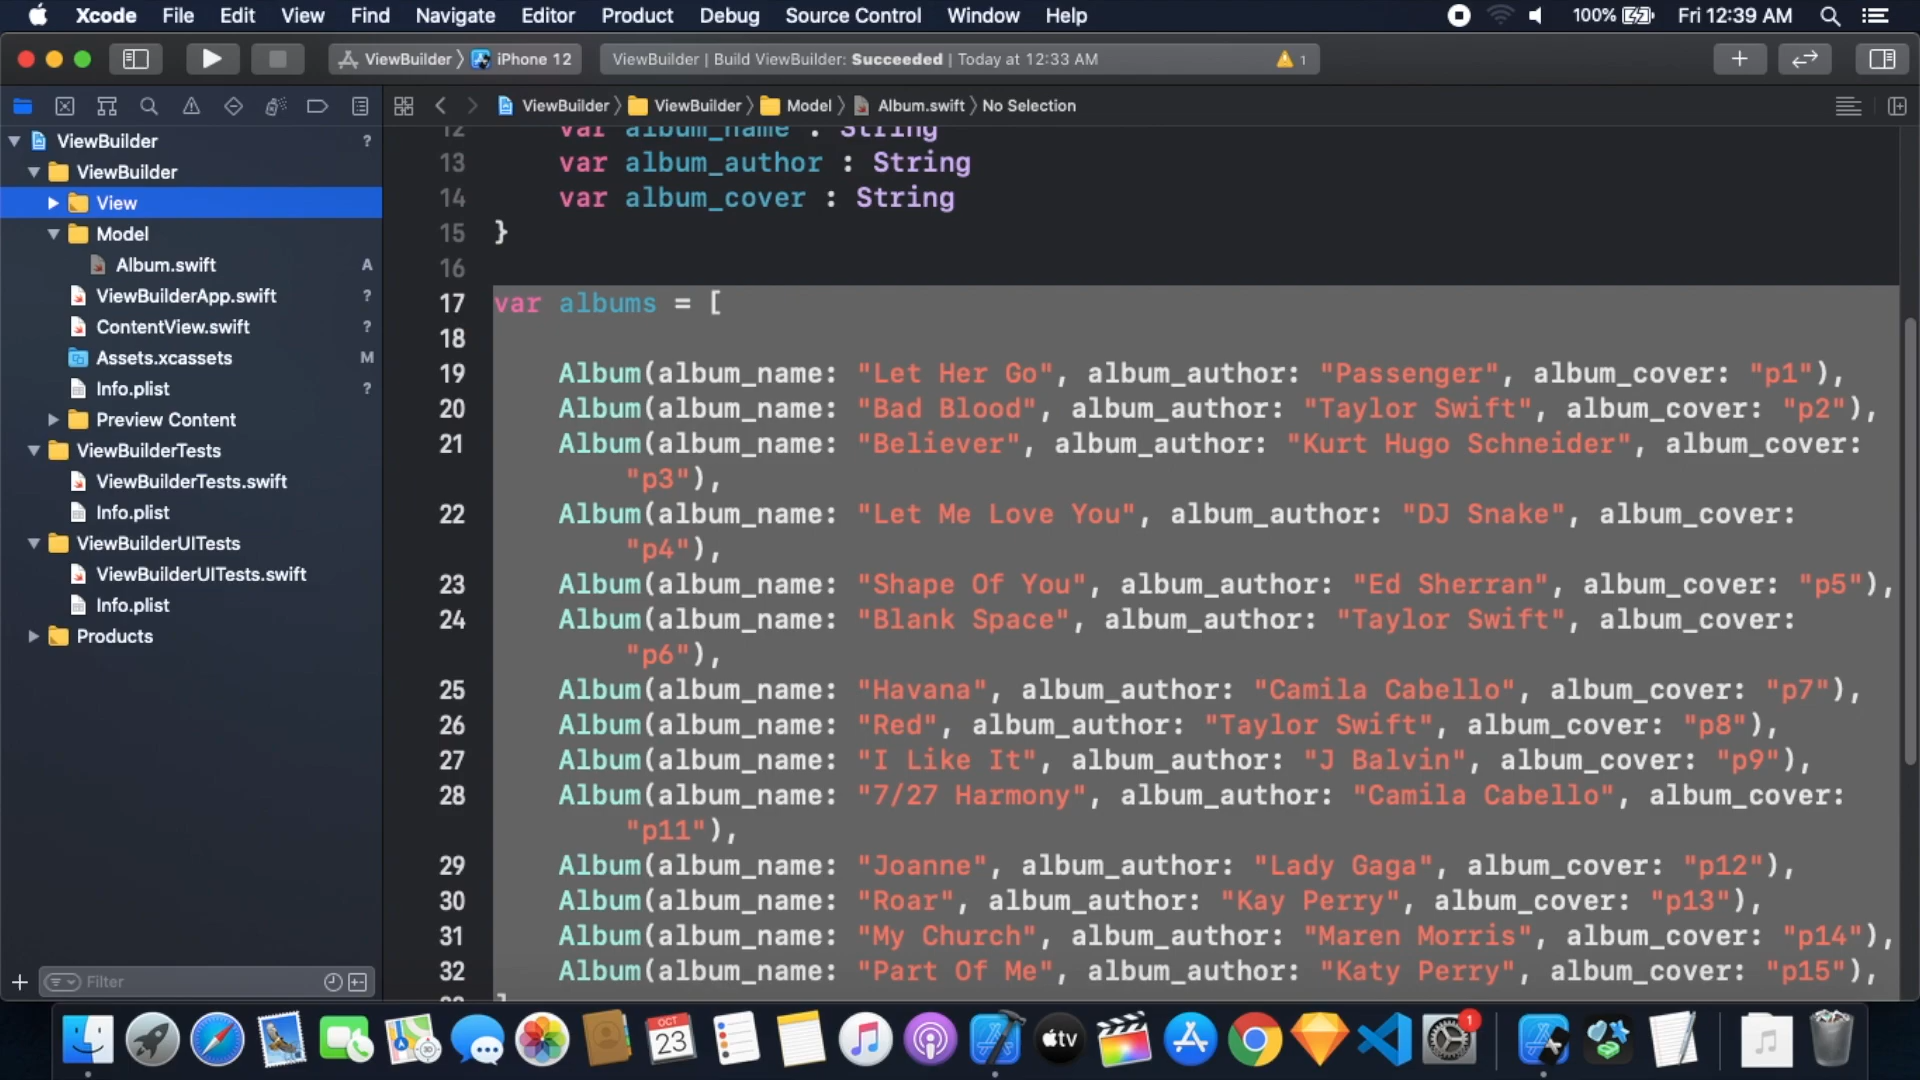 Xcode File Edit View Find Navigate Editor Product Debug Source Control Window Help 100% Fri 12:39 AM
ViewBuilder iPhone 12 ViewBuilder | Build ViewBuilder: Succeeded | Today at 12:33 AM 1
ViewBuilder ViewBuilder Model Album.swift No Selection
ViewBuilder ?
ViewBuilder
View
Model
Album.swift A
ViewBuilderApp.swift ?
ContentView.swift ?
Assets.xcassets M
Info.plist ?
Preview Content
ViewBuilderTests
ViewBuilderTests.swift
Info.plist
ViewBuilderUITests
ViewBuilderUITests.swift
Info.plist
Products
Filter
12 var album_name : String
13 var album_author : String
14 var album_cover : String
15 }
16
17 var albums = [
18
19 Album(album_name: "Let Her Go", album_author: "Passenger", album_cover: "p1"),
20 Album(album_name: "Bad Blood", album_author: "Taylor Swift", album_cover: "p2"),
21 Album(album_name: "Believer", album_author: "Kurt Hugo Schneider", album_cover:
"p3"),
22 Album(album_name: "Let Me Love You", album_author: "DJ Snake", album_cover:
"p4"),
23 Album(album_name: "Shape Of You", album_author: "Ed Sherran", album_cover: "p5"),
24 Album(album_name: "Blank Space", album_author: "Taylor Swift", album_cover:
"p6"),
25 Album(album_name: "Havana", album_author: "Camila Cabello", album_cover: "p7"),
26 Album(album_name: "Red", album_author: "Taylor Swift", album_cover: "p8"),
27 Album(album_name: "I Like It", album_author: "J Balvin", album_cover: "p9"),
28 Album(album_name: "7/27 Harmony", album_author: "Camila Cabello", album_cover:
"p11"),
29 Album(album_name: "Joanne", album_author: "Lady Gaga", album_cover: "p12"),
30 Album(album_name: "Roar", album_author: "Kay Perry", album_cover: "p13"),
31 Album(album_name: "My Church", album_author: "Maren Morris", album_cover: "p14"),
32 Album(album_name: "Part Of Me", album_author: "Katy Perry", album_cover: "p15"),
OCT
23
tv
1